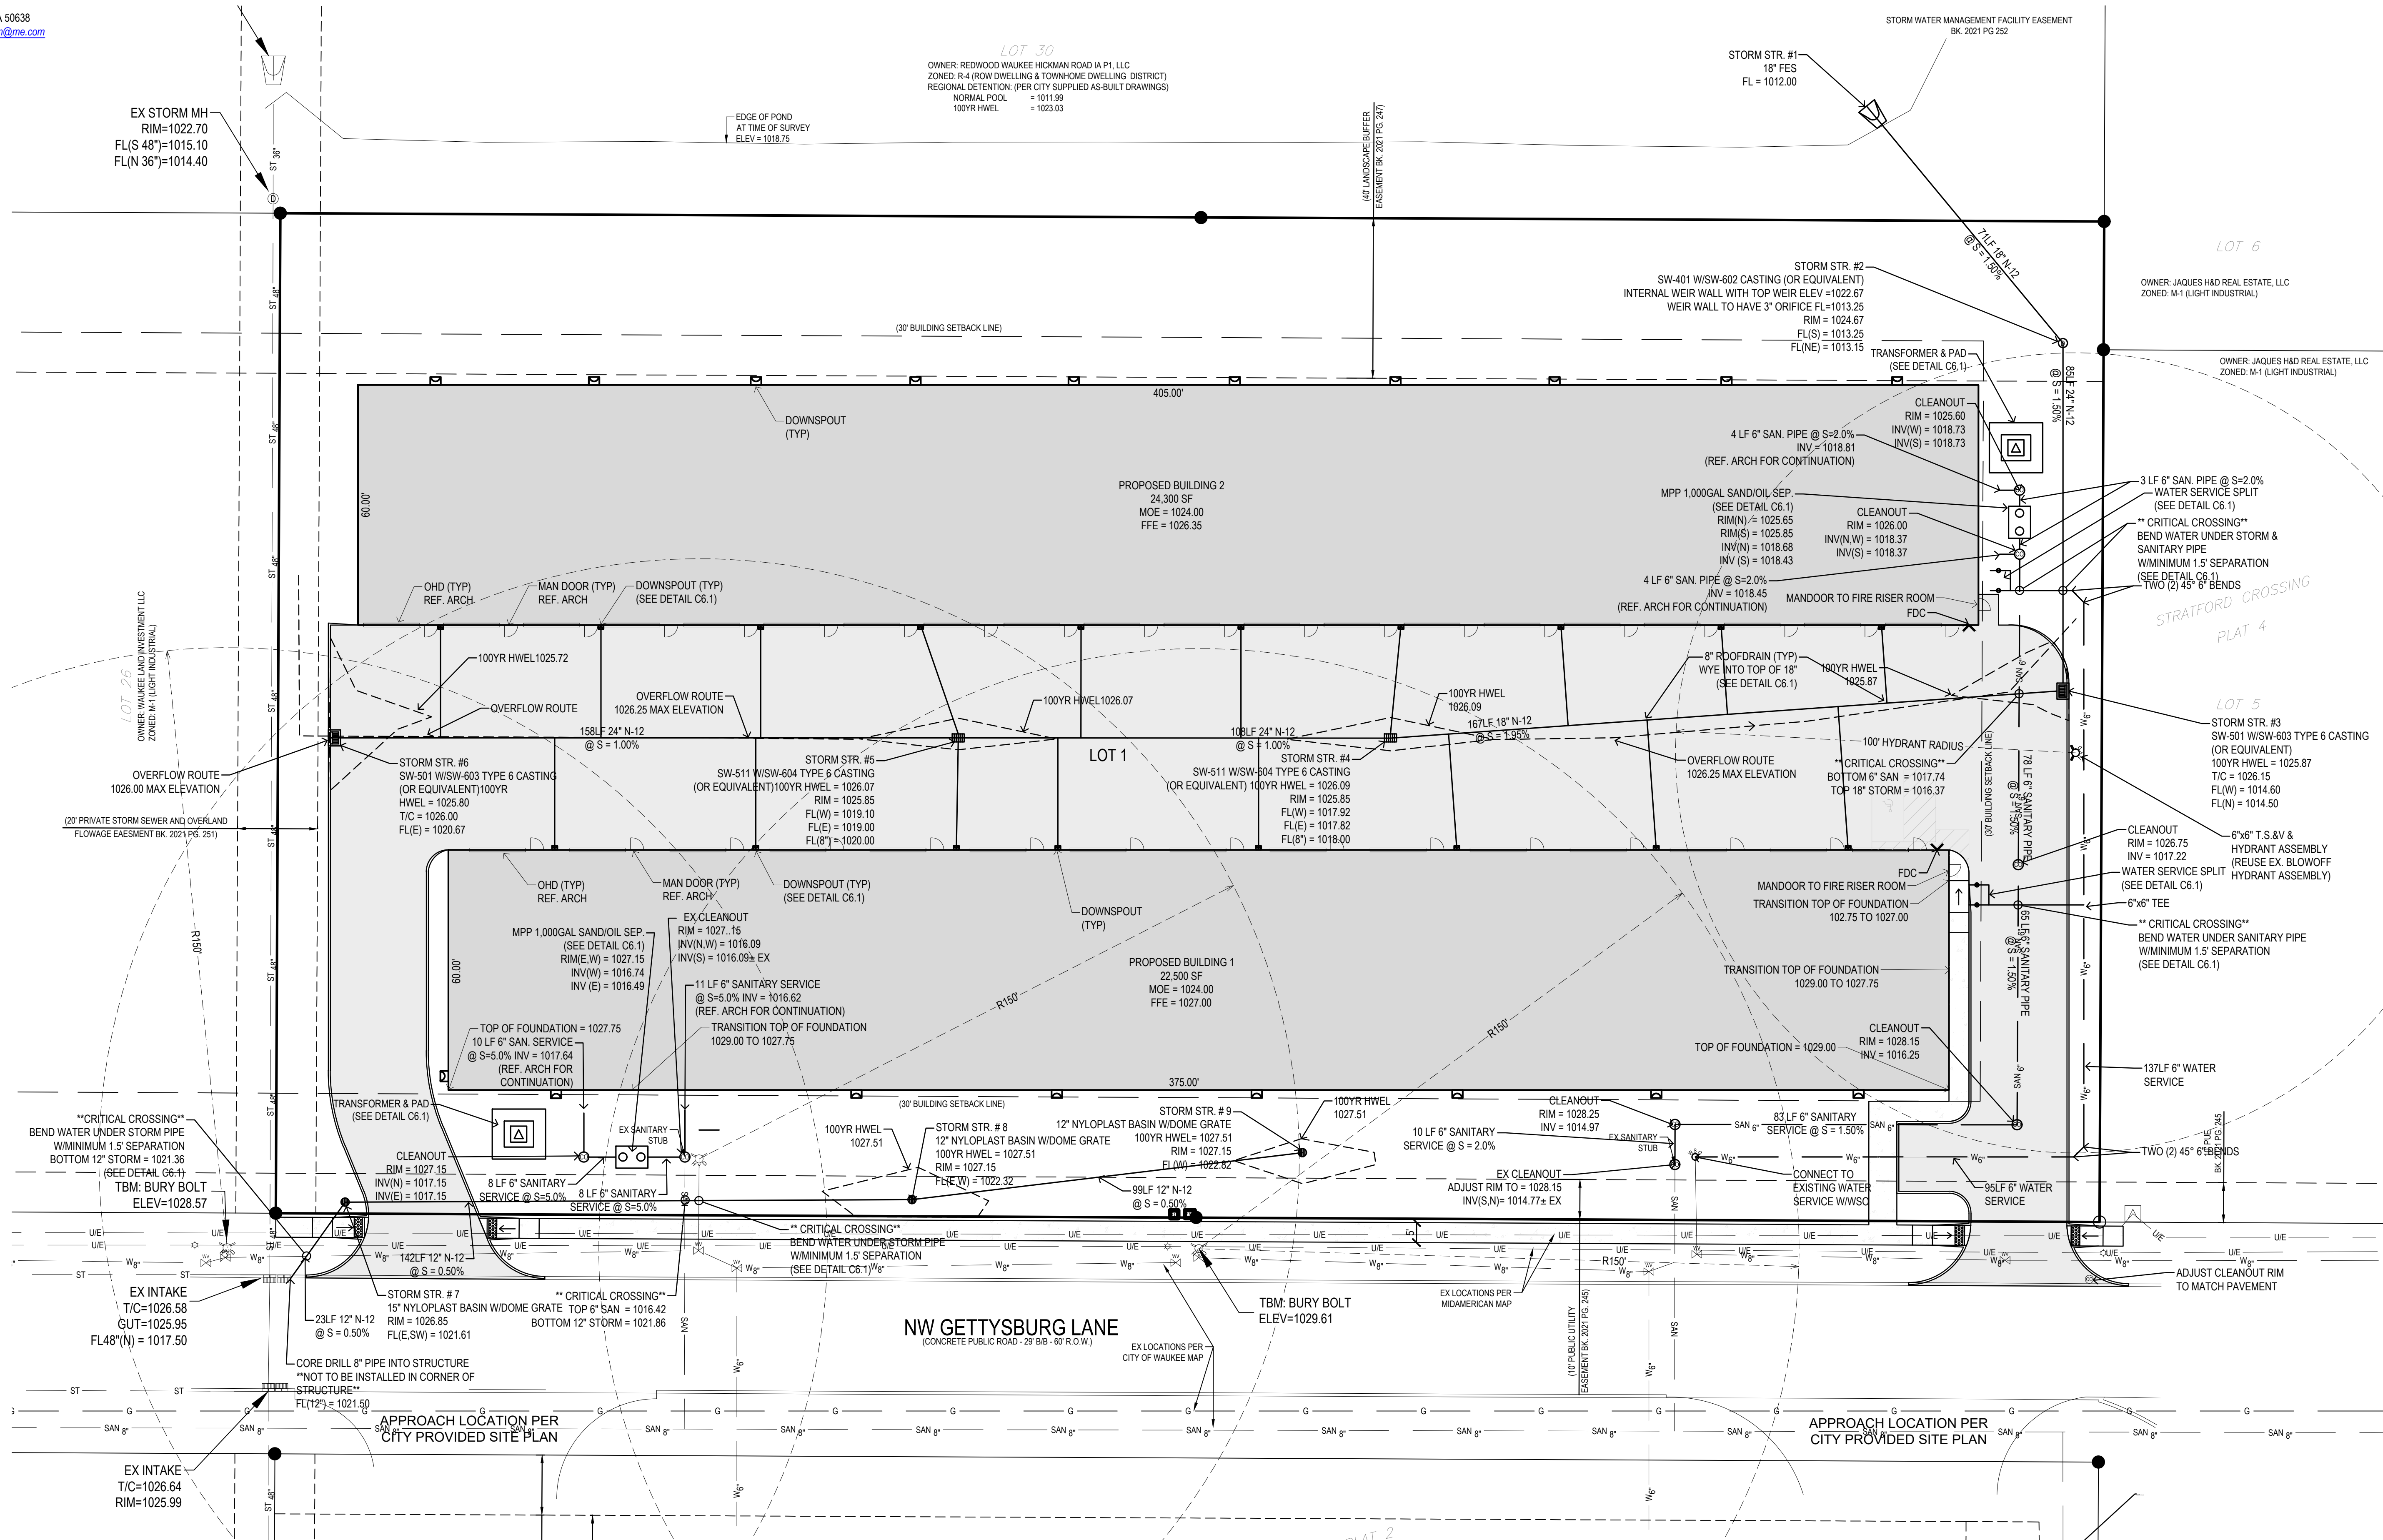 A 50638
n@me.com
EX STORM MH
RIM=1022.70
FL(S 48")=1015.10
FL(N 36")=1014.40
ST 36"
LOT 30
OWNER: REDWOOD WAUKEE HICKMAN ROAD IA P1, LLC
ZONED: R-4 (ROW DWELLING & TOWNHOME DWELLING DISTRICT)
REGIONAL DETENTION: (PER CITY SUPPLIED AS-BUILT DRAWINGS)
NORMAL POOL = 1011.99
100YR HWEL = 1023.03
EDGE OF POND
AT TIME OF SURVEY
ELEV = 1018.75
(40' LANDSCAPE BUFFER
EASEMENT BK. 2021 PG. 247)
STORM WATER MANAGEMENT FACILITY EASEMENT
BK. 2021 PG 252
STORM STR. #1
18" FES
FL = 1012.00
71LF 18" N-12
@ S = 1.50%
STORM STR. #2
SW-401 W/SW-602 CASTING (OR EQUIVALENT)
INTERNAL WEIR WALL WITH TOP WEIR ELEV =1022.67
WEIR WALL TO HAVE 3" ORIFICE FL=1013.25
RIM = 1024.67
FL(S) = 1013.25
FL(NE) = 1013.15
LOT 6
OWNER: JAQUES H&D REAL ESTATE, LLC
ZONED: M-1 (LIGHT INDUSTRIAL)
OWNER: JAQUES H&D REAL ESTATE, LLC
ZONED: M-1 (LIGHT INDUSTRIAL)
TRANSFORMER & PAD
(SEE DETAIL C6.1)
85LF 24" N-12
@ S = 1.50%
(30' BUILDING SETBACK LINE)
405.00'
60.00'
DOWNSPOUT
(TYP)
PROPOSED BUILDING 2
24,300 SF
MOE = 1024.00
FFE = 1026.35
CLEANOUT
RIM = 1025.60
INV(W) = 1018.73
INV(S) = 1018.73
4 LF 6" SAN. PIPE @ S=2.0%
INV = 1018.81
(REF. ARCH FOR CONTINUATION)
MPP 1,000GAL SAND/OIL SEP.
(SEE DETAIL C6.1)
RIM(N) = 1025.65
RIM(S) = 1025.85
INV(N) = 1018.68
INV (S) = 1018.43
CLEANOUT
RIM = 1026.00
INV(N,W) = 1018.37
INV(S) = 1018.37
4 LF 6" SAN. PIPE @ S=2.0%
INV = 1018.45
(REF. ARCH FOR CONTINUATION)
MANDOOR TO FIRE RISER ROOM
FDC
3 LF 6" SAN. PIPE @ S=2.0%
WATER SERVICE SPLIT
(SEE DETAIL C6.1)
** CRITICAL CROSSING**
BEND WATER UNDER STORM &
SANITARY PIPE
W/MINIMUM 1.5' SEPARATION
(SEE DETAIL C6.1)
TWO (2) 45° 6" BENDS
STRATFORD CROSSING
PLAT 4
LOT 5
OHD (TYP)
REF. ARCH
MAN DOOR (TYP)
REF. ARCH
DOWNSPOUT (TYP)
(SEE DETAIL C6.1)
LOT 26
OWNER: WAUKEE LAND INVESTMENT LLC
ZONED: M-1 (LIGHT INDUSTRIAL)
R150'
100YR HWEL1025.72
OVERFLOW ROUTE
OVERFLOW ROUTE
1026.25 MAX ELEVATION
100YR HWEL1026.07
100YR HWEL
1026.09
8" ROOFDRAIN (TYP)
WYE INTO TOP OF 18"
(SEE DETAIL C6.1)
100YR HWEL
1025.87
158LF 24" N-12
@ S = 1.00%
108LF 24" N-12
@ S = 1.00%
167LF 18" N-12
@ S = 1.95%
LOT 1
100' HYDRANT RADIUS
OVERFLOW ROUTE
1026.00 MAX ELEVATION
STORM STR. #6
SW-501 W/SW-603 TYPE 6 CASTING
(OR EQUIVALENT)100YR
HWEL = 1025.80
T/C = 1026.00
FL(E) = 1020.67
STORM STR. #5
SW-511 W/SW-604 TYPE 6 CASTING
(OR EQUIVALENT)100YR HWEL = 1026.07
RIM = 1025.85
FL(W) = 1019.10
FL(E) = 1019.00
FL(8") = 1020.00
STORM STR. #4
SW-511 W/SW-604 TYPE 6 CASTING
(OR EQUIVALENT) 100YR HWEL = 1026.09
RIM = 1025.85
FL(W) = 1017.92
FL(E) = 1017.82
FL(8") = 1018.00
OVERFLOW ROUTE
1026.25 MAX ELEVATION
** CRITICAL CROSSING**
BOTTOM 6" SAN = 1017.74
TOP 18" STORM = 1016.37
(30' BUILDING SETBACK LINE)
78 LF 6" SANITARY PIPE
@ S = 1.50%
STORM STR. #3
SW-501 W/SW-603 TYPE 6 CASTING
(OR EQUIVALENT)
100YR HWEL = 1025.87
T/C = 1026.15
FL(W) = 1014.60
FL(N) = 1014.50
6"x6" T.S.&V &
HYDRANT ASSEMBLY
(REUSE EX. BLOWOFF
HYDRANT ASSEMBLY)
CLEANOUT
RIM = 1026.75
INV = 1017.22
WATER SERVICE SPLIT
(SEE DETAIL C6.1)
6"x6" TEE
** CRITICAL CROSSING**
BEND WATER UNDER SANITARY PIPE
W/MINIMUM 1.5' SEPARATION
(SEE DETAIL C6.1)
(20' PRIVATE STORM SEWER AND OVERLAND
FLOWAGE EAESMENT BK. 2021 PG. 251)
OHD (TYP)
REF. ARCH
MAN DOOR (TYP)
REF. ARCH
DOWNSPOUT (TYP)
(SEE DETAIL C6.1)
DOWNSPOUT
(TYP)
FDC
MANDOOR TO FIRE RISER ROOM
TRANSITION TOP OF FOUNDATION
102.75 TO 1027.00
MPP 1,000GAL SAND/OIL SEP.
(SEE DETAIL C6.1)
RIM(E,W) = 1027.15
INV(W) = 1016.74
INV (E) = 1016.49
EX CLEANOUT
RIM = 1027..15
INV(N,W) = 1016.09
INV(S) = 1016.09± EX
11 LF 6" SANITARY SERVICE
@ S=5.0% INV = 1016.62
(REF. ARCH FOR CONTINUATION)
TRANSITION TOP OF FOUNDATION
1029.00 TO 1027.75
PROPOSED BUILDING 1
22,500 SF
MOE = 1024.00
FFE = 1027.00
60.00'
R150'
R150'
TRANSITION TOP OF FOUNDATION
1029.00 TO 1027.75
65 LF 6" SANITARY PIPE
@ S = 1.50%
TOP OF FOUNDATION = 1027.75
10 LF 6" SAN. SERVICE
@ S=5.0% INV = 1017.64
(REF. ARCH FOR
CONTINUATION)
TOP OF FOUNDATION = 1029.00
CLEANOUT
RIM = 1028.15
INV = 1016.25
137LF 6" WATER
SERVICE
375.00'
(30' BUILDING SETBACK LINE)
TRANSFORMER & PAD
(SEE DETAIL C6.1)
**CRITICAL CROSSING**
BEND WATER UNDER STORM PIPE
W/MINIMUM 1.5' SEPARATION
BOTTOM 12" STORM = 1021.36
(SEE DETAIL C6.1)
TBM: BURY BOLT
ELEV=1028.57
CLEANOUT
RIM = 1027.15
INV(N) = 1017.15
INV(E) = 1017.15
EX SANITARY
STUB
8 LF 6" SANITARY
SERVICE @ S=5.0%
8 LF 6" SANITARY
SERVICE @ S=5.0%
100YR HWEL
1027.51
STORM STR. # 8
12" NYLOPLAST BASIN W/DOME GRATE
100YR HWEL = 1027.51
RIM = 1027.15
FL(E,W) = 1022.32
STORM STR. # 9
12" NYLOPLAST BASIN W/DOME GRATE
100YR HWEL= 1027.51
RIM = 1027.15
FL(W) = 1022.82
100YR HWEL
1027.51
99LF 12" N-12
@ S = 0.50%
CLEANOUT
RIM = 1028.25
INV = 1014.97
10 LF 6" SANITARY
SERVICE @ S = 2.0%
EX SANITARY
STUB
EX CLEANOUT
ADJUST RIM TO = 1028.15
INV(S,N)= 1014.77± EX
83 LF 6" SANITARY
SERVICE @ S = 1.50%
CONNECT TO
EXISTING WATER
SERVICE W/WSO
95LF 6" WATER
SERVICE
TWO (2) 45° 6" BENDS
BK. 2021 PG. 245
ADJUST CLEANOUT RIM
TO MATCH PAVEMENT
EX INTAKE
T/C=1026.58
GUT=1025.95
FL48"(N) = 1017.50
142LF 12" N-12
@ S = 0.50%
23LF 12" N-12
@ S = 0.50%
STORM STR. # 7
15" NYLOPLAST BASIN W/DOME GRATE
RIM = 1026.85
FL(E,SW) = 1021.61
** CRITICAL CROSSING**
BEND WATER UNDER STORM PIPE
W/MINIMUM 1.5' SEPARATION
(SEE DETAIL C6.1)
** CRITICAL CROSSING**
TOP 6" SAN = 1016.42
BOTTOM 12" STORM = 1021.86
5'
R150'
TBM: BURY BOLT
ELEV=1029.61
EX LOCATIONS PER
MIDAMERICAN MAP
NW GETTYSBURG LANE
(CONCRETE PUBLIC ROAD - 29' B/B - 60' R.O.W.)
EX LOCATIONS PER
CITY OF WAUKEE MAP
(10' PUBLIC UTILITY
EASEMENT BK. 2021 PG. 245)
CORE DRILL 8" PIPE INTO STRUCTURE
**NOT TO BE INSTALLED IN CORNER OF
STRUCTURE**
FL(12") = 1021.50
APPROACH LOCATION PER
CITY PROVIDED SITE PLAN
APPROACH LOCATION PER
CITY PROVIDED SITE PLAN
EX INTAKE
T/C=1026.64
RIM=1025.99
PLAT 2